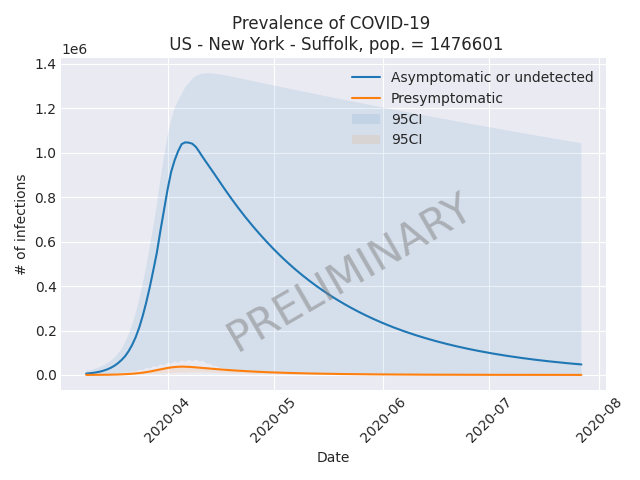 Prevalence of COVID-19
US - New York - Suffolk, pop. = 1476601
1e6
1.4
1.2
1.0
0.8
0.6
0.4
0.2
0.0
# of infections
Asymptomatic or undetected
Presymptomatic
95CI
95CI
PRELIMINARY
2020-04
2020-05
2020-06
2020-07
2020-08
Date